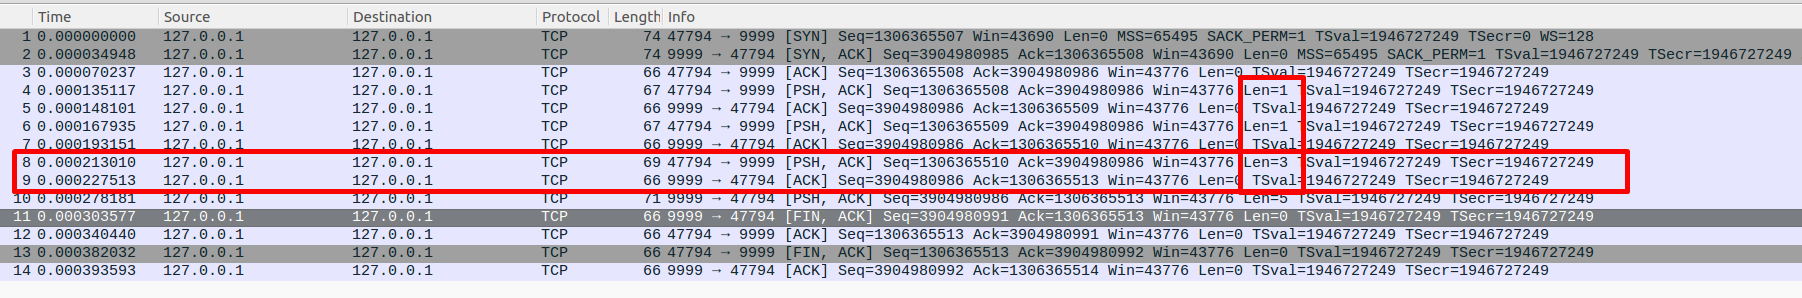 Time Source Destination Protocol Length Info
1 0.000000000 127.0.0.1 127.0.0.1 TCP 74 47794 → 9999 [SYN] Seq=1306365507 Win=43690 Len=0 MSS=65495 SACK_PERM=1 TSval=1946727249 TSecr=0 WS=128
2 0.000034948 127.0.0.1 127.0.0.1 TCP 74 9999 → 47794 [SYN, ACK] Seq=3904980985 Ack=1306365508 Win=43690 Len=0 MSS=65495 SACK_PERM=1 TSval=1946727249 TSecr=1946727249
3 0.000070237 127.0.0.1 127.0.0.1 TCP 66 47794 → 9999 [ACK] Seq=1306365508 Ack=3904980986 Win=43776 Len=0 TSval=1946727249 TSecr=1946727249
4 0.000135117 127.0.0.1 127.0.0.1 TCP 67 47794 → 9999 [PSH, ACK] Seq=1306365508 Ack=3904980986 Win=43776 Len=1 TSval=1946727249 TSecr=1946727249
5 0.000148101 127.0.0.1 127.0.0.1 TCP 66 9999 → 47794 [ACK] Seq=3904980986 Ack=1306365509 Win=43776 Len=0 TSval=1946727249 TSecr=1946727249
6 0.000167935 127.0.0.1 127.0.0.1 TCP 67 47794 → 9999 [PSH, ACK] Seq=1306365509 Ack=3904980986 Win=43776 Len=1 TSval=1946727249 TSecr=1946727249
7 0.000193151 127.0.0.1 127.0.0.1 TCP 66 9999 → 47794 [ACK] Seq=3904980986 Ack=1306365510 Win=43776 Len=0 TSval=1946727249 TSecr=1946727249
8 0.000213010 127.0.0.1 127.0.0.1 TCP 69 47794 → 9999 [PSH, ACK] Seq=1306365510 Ack=3904980986 Win=43776 Len=3 TSval=1946727249 TSecr=1946727249
9 0.000227513 127.0.0.1 127.0.0.1 TCP 66 9999 → 47794 [ACK] Seq=3904980986 Ack=1306365513 Win=43776 Len=0 TSval=1946727249 TSecr=1946727249
10 0.000278181 127.0.0.1 127.0.0.1 TCP 71 9999 → 47794 [PSH, ACK] Seq=3904980986 Ack=1306365513 Win=43776 Len=5 TSval=1946727249 TSecr=1946727249
11 0.000303577 127.0.0.1 127.0.0.1 TCP 66 9999 → 47794 [FIN, ACK] Seq=3904980991 Ack=1306365513 Win=43776 Len=0 TSval=1946727249 TSecr=1946727249
12 0.000340440 127.0.0.1 127.0.0.1 TCP 66 47794 → 9999 [ACK] Seq=1306365513 Ack=3904980991 Win=43776 Len=0 TSval=1946727249 TSecr=1946727249
13 0.000382032 127.0.0.1 127.0.0.1 TCP 66 47794 → 9999 [FIN, ACK] Seq=1306365513 Ack=3904980992 Win=43776 Len=0 TSval=1946727249 TSecr=1946727249
14 0.000393593 127.0.0.1 127.0.0.1 TCP 66 9999 → 47794 [ACK] Seq=3904980992 Ack=1306365514 Win=43776 Len=0 TSval=1946727249 TSecr=1946727249